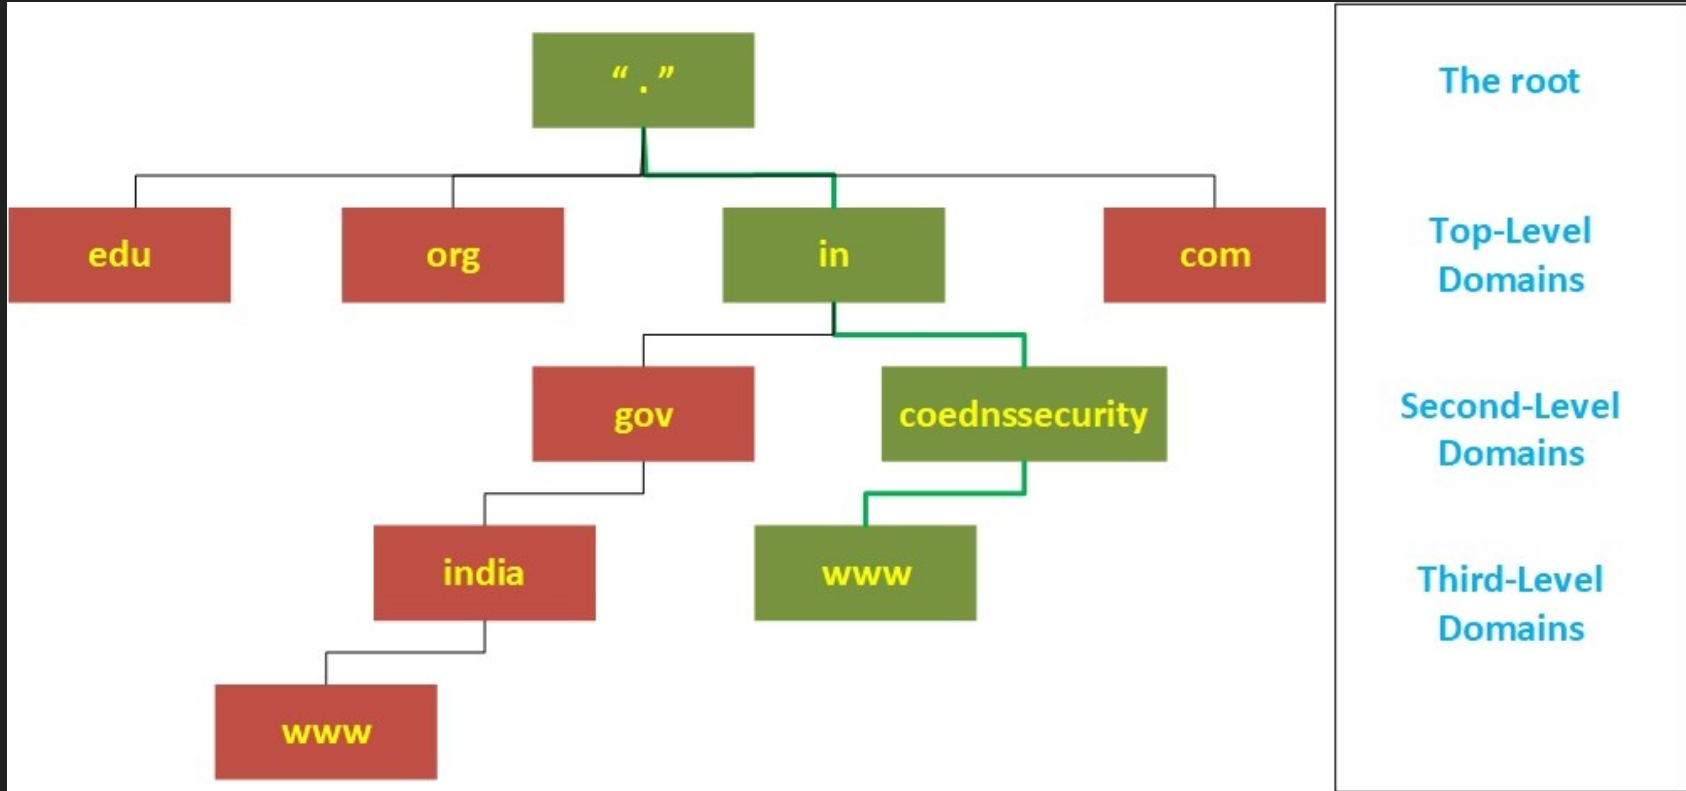 “ . ”
The root
edu
org
in
com
Top-Level
Domains
gov
coednssecurity
Second-Level
Domains
india
www
Third-Level
Domains
www